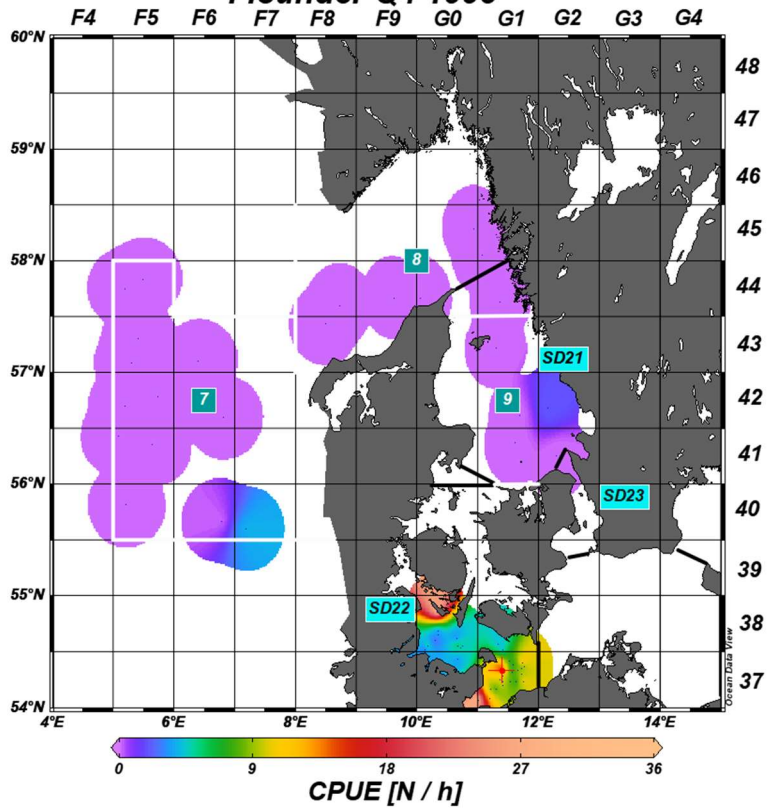 Flounder
F4 F5 F6 F7 F8 F9 G0 G1 G2 G3 G4
60°N
48
47
59°N
46
45
58°N
8
44
43
57°N
SD21
7
9
42
41
56°N
SD23
40
39
55°N
SD22
38
37
54°N
Ocean Data View
4°E 6°E 8°E 10°E 12°E 14°E
0 9 18 27 36
CPUE [N / h]